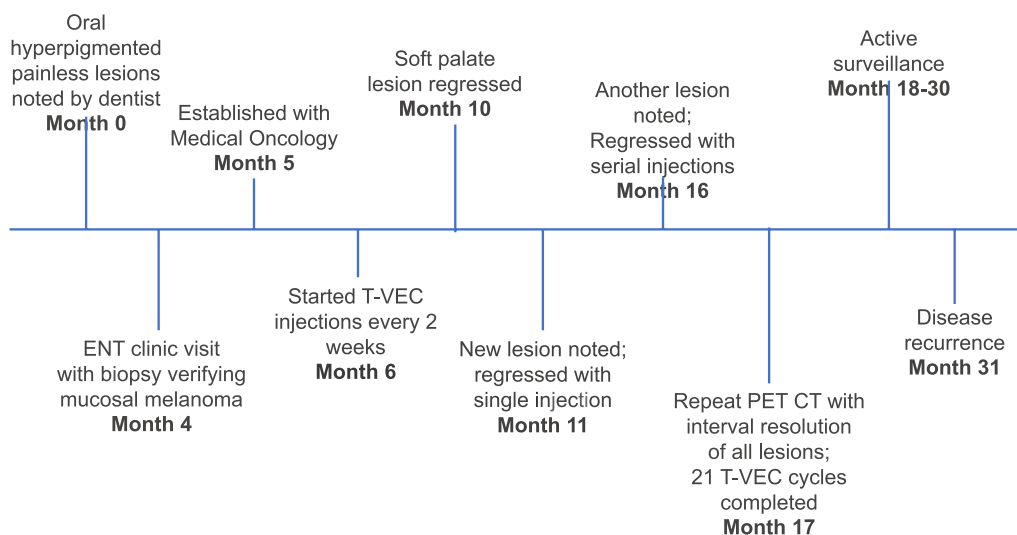 Oral
hyperpigmented
painless lesions
noted by dentist
Month 0
ENT clinic visit
with biopsy verifying
mucosal melanoma
Month 4
Established with
Medical Oncology
Month 5
Started T-VEC
injections every 2
weeks
Month 6
Soft palate
lesion regressed
Month 10
New lesion noted;
regressed with
single injection
Month 11
Another lesion
noted;
Regressed with
serial injections
Month 16
Repeat PET CT with
interval resolution
of all lesions;
21 T-VEC cycles
completed
Month 17
Active
surveillance
Month 18-30
Disease
recurrence
Month 31